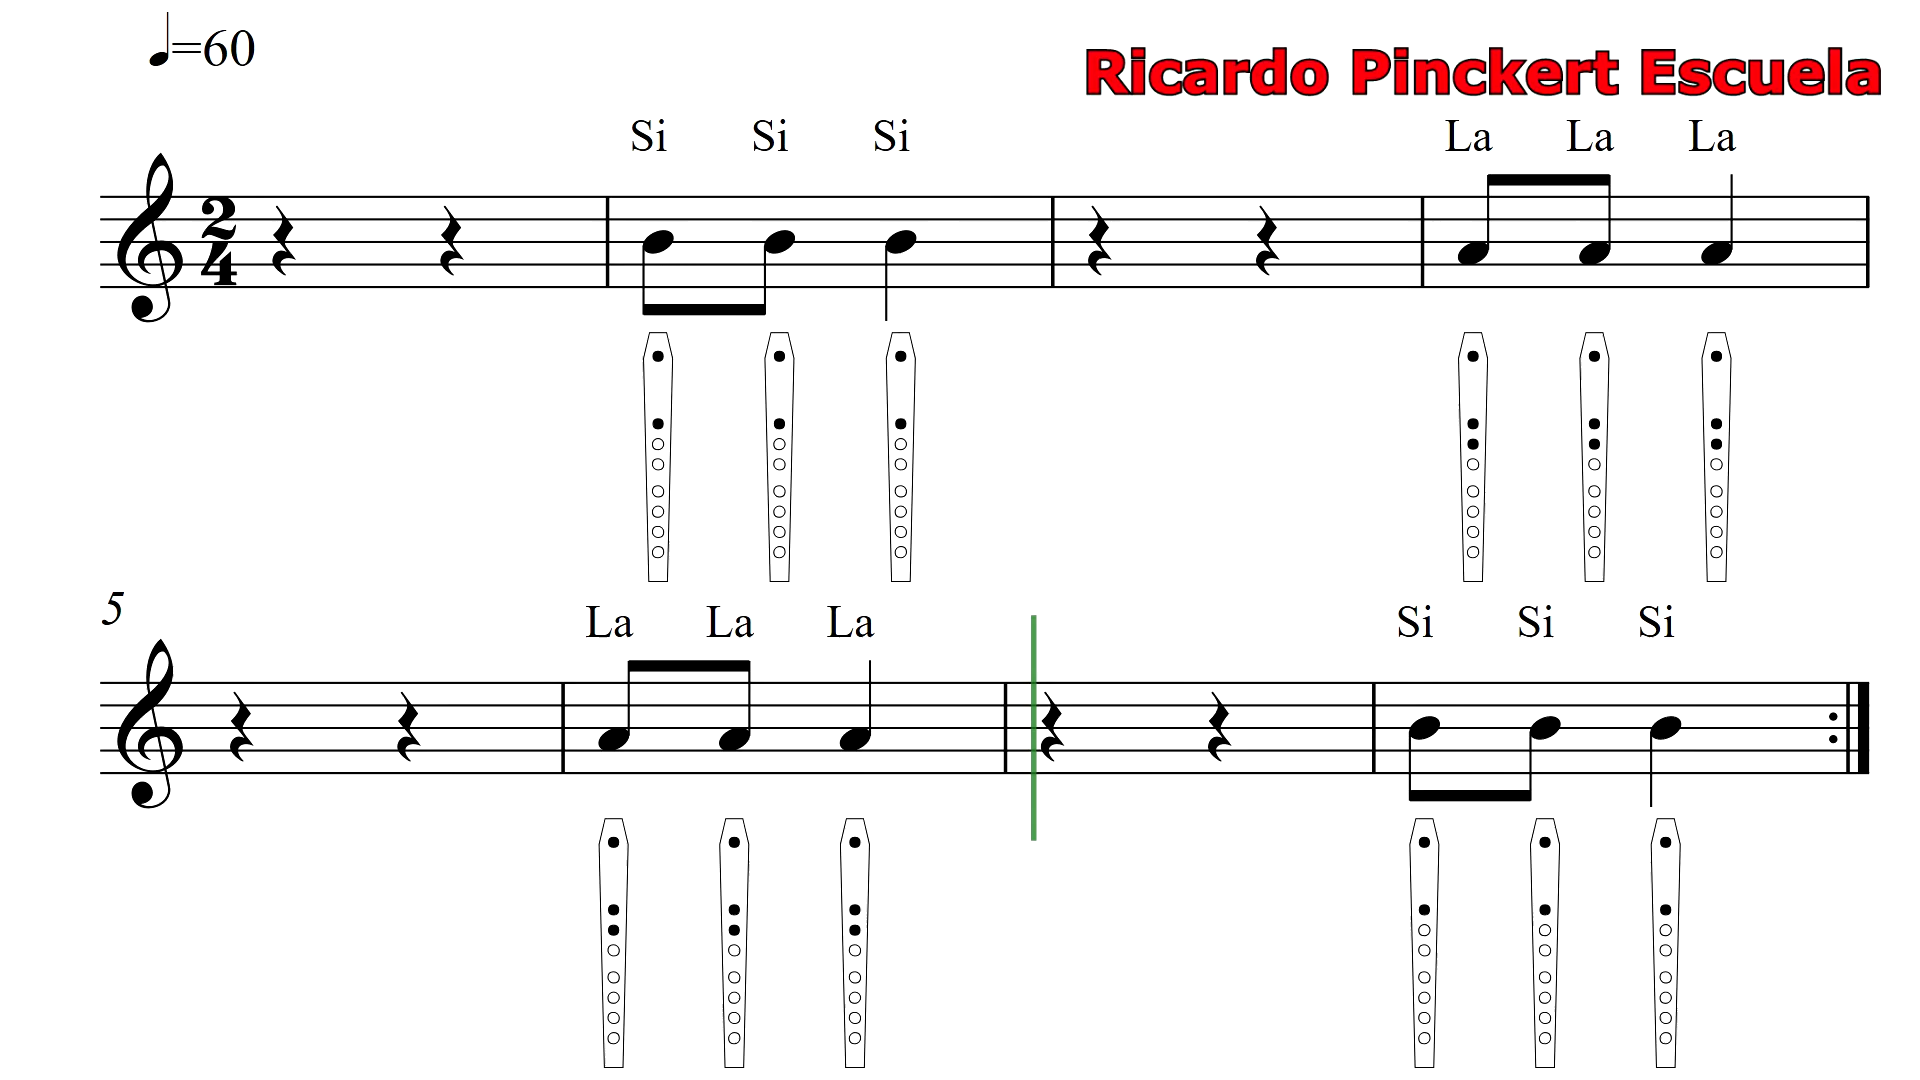 ♩=60
Ricardo Pinckert Escuela
Si Si Si La La La
2
4
5
La La La Si Si Si